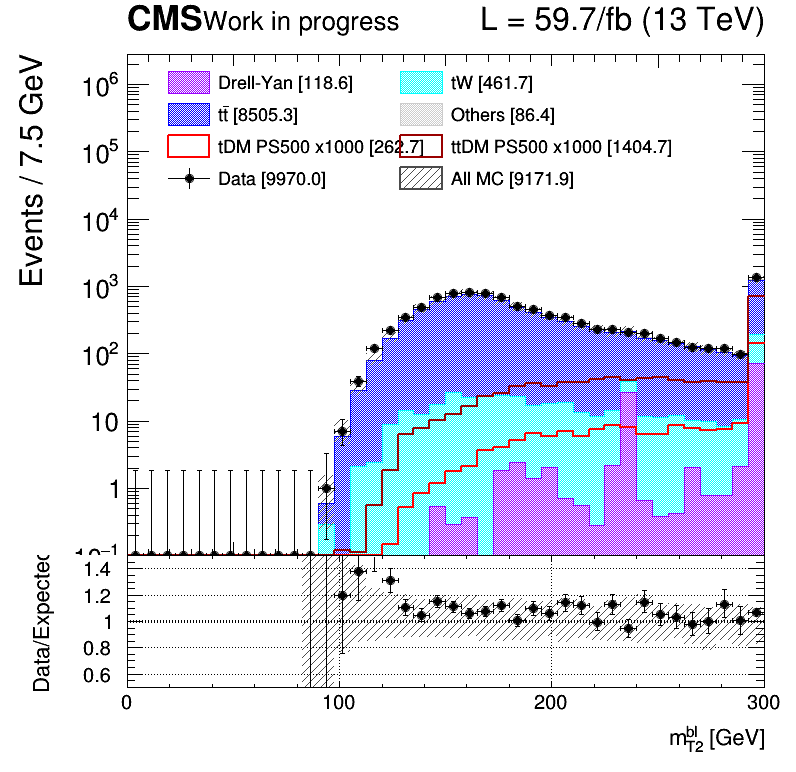 CMS Work in progress L = 59.7/fb (13 TeV)
Events / 7.5 GeV
Drell-Yan [118.6] tW [461.7]
tt̄ [8505.3] Others [86.4]
tDM PS500 x1000 [262.7] ttDM PS500 x1000 [1404.7]
Data [9970.0] All MC [9171.9]
10⁶
10⁵
10⁴
10³
10²
10
1
10⁻¹
Data/Expected
1.4
1.2
1
0.8
0.6
0 100 200 300
m_T2^bl [GeV]